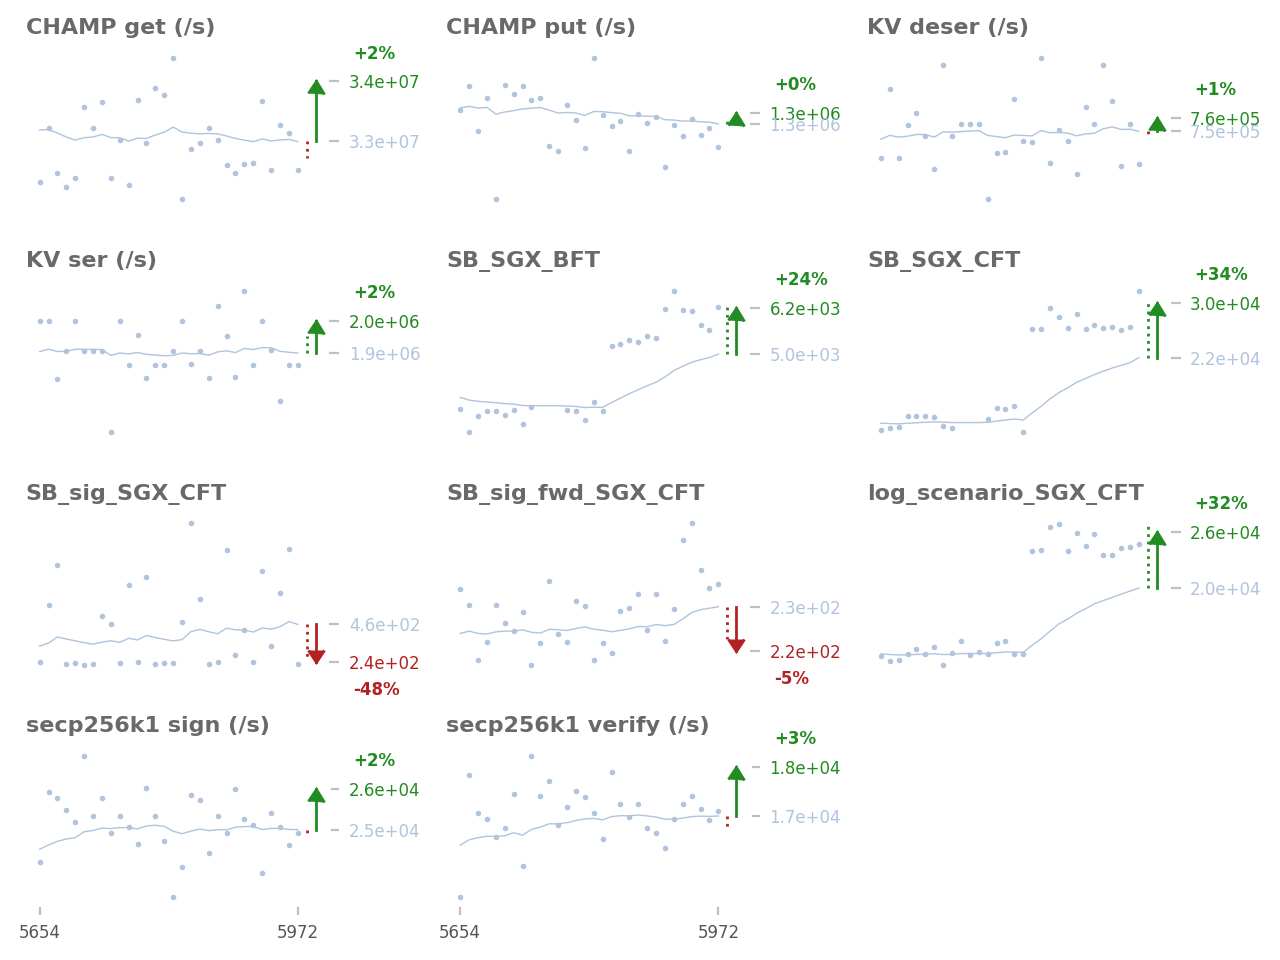 CHAMP get (/s)
+2%
3.4e+07
3.3e+07
CHAMP put (/s)
+0%
1.3e+06
1.3e+06
KV deser (/s)
+1%
7.6e+05
7.5e+05
KV ser (/s)
+2%
2.0e+06
1.9e+06
SB_SGX_BFT
+24%
6.2e+03
5.0e+03
SB_SGX_CFT
+34%
3.0e+04
2.2e+04
SB_sig_SGX_CFT
4.6e+02
2.4e+02
-48%
SB_sig_fwd_SGX_CFT
2.3e+02
2.2e+02
-5%
log_scenario_SGX_CFT
+32%
2.6e+04
2.0e+04
secp256k1 sign (/s)
+2%
2.6e+04
2.5e+04
5654
5972
secp256k1 verify (/s)
+3%
1.8e+04
1.7e+04
5654
5972